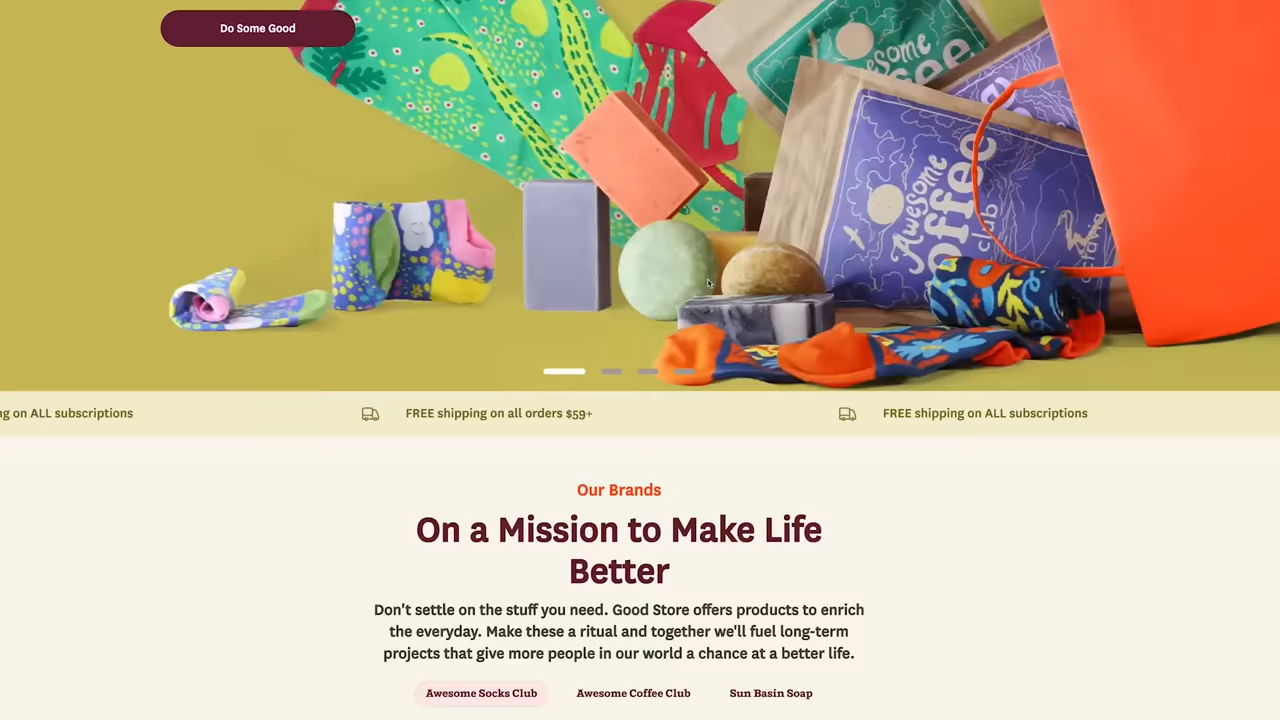 Do Some Good
esome
Awesome
offee
club
ng on ALL subscriptions
FREE shipping on all orders $59+
FREE shipping on ALL subscriptions
Our Brands
On a Mission to Make Life
Better
Don't settle on the stuff you need. Good Store offers products to enrich
the everyday. Make these a ritual and together we'll fuel long-term
projects that give more people in our world a chance at a better life.
Awesome Socks Club
Awesome Coffee Club
Sun Basin Soap